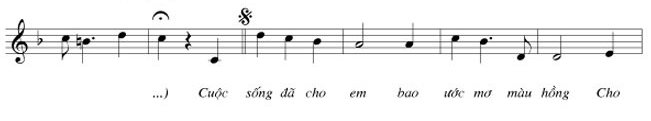 ...) Cuộc sống đã cho em bao ước mơ màu hồng Cho